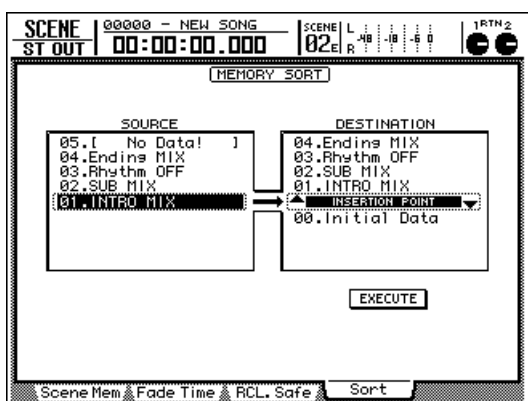 SCENE
ST OUT
00000 - NEW SONG
00:00:00.000
SCENE
02E
L -48 -18 -6 0
R
1RTN2
MEMORY SORT
SOURCE
05.[ No Data! ]
04.Ending MIX
03.Rhythm OFF
02.SUB MIX
01.INTRO MIX
DESTINATION
04.Ending MIX
03.Rhythm OFF
02.SUB MIX
01.INTRO MIX
INSERTION POINT
00.Initial Data
EXECUTE
Scene Mem Fade Time RCL. Safe Sort